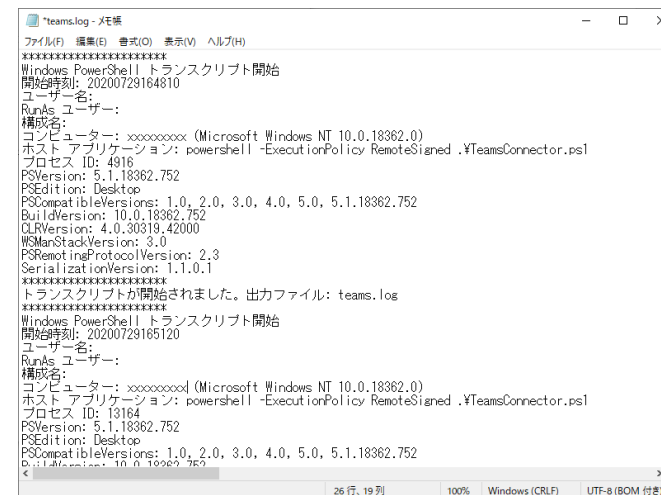 *teams.log - メモ帳
ファイル(F) 編集(E) 書式(O) 表示(V) ヘルプ(H)
**********************
Windows PowerShell トランスクリプト開始
開始時刻: 20200729164810
ユーザー名:
RunAs ユーザー:
構成名:
コンピューター: xxxxxxxxx (Microsoft Windows NT 10.0.18362.0)
ホスト アプリケーション: powershell -ExecutionPolicy RemoteSigned .¥TeamsConnector.ps1
プロセス ID: 4916
PSVersion: 5.1.18362.752
PSEdition: Desktop
PSCompatibleVersions: 1.0, 2.0, 3.0, 4.0, 5.0, 5.1.18362.752
BuildVersion: 10.0.18362.752
CLRVersion: 4.0.30319.42000
WSManStackVersion: 3.0
PSRemotingProtocolVersion: 2.3
SerializationVersion: 1.1.0.1
**********************
トランスクリプトが開始されました。出力ファイル: teams.log
**********************
Windows PowerShell トランスクリプト開始
開始時刻: 20200729165120
ユーザー名:
RunAs ユーザー:
構成名:
コンピューター: xxxxxxxxx (Microsoft Windows NT 10.0.18362.0)
ホスト アプリケーション: powershell -ExecutionPolicy RemoteSigned .¥TeamsConnector.ps1
プロセス ID: 13164
PSVersion: 5.1.18362.752
PSEdition: Desktop
PSCompatibleVersions: 1.0, 2.0, 3.0, 4.0, 5.0, 5.1.18362.752
BuildVersion: 10.0.18362.752
26 行、19 列 100% Windows (CRLF) UTF-8 (BOM 付き)